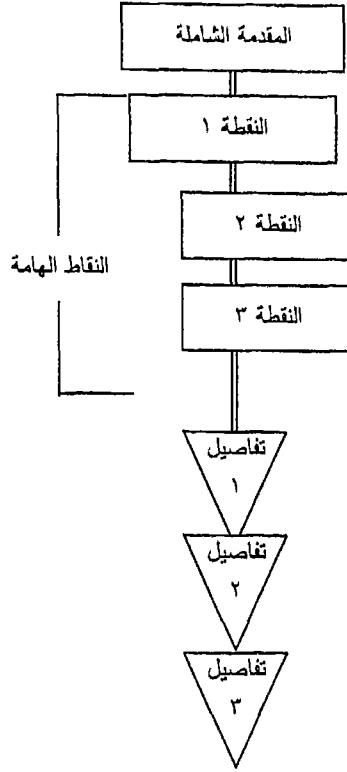 المقدمة الشاملة
النقطة ١
النقطة ٢
النقاط الهامة
النقطة ٣
تفاصيل
١
تفاصيل
٢
تفاصيل
٣